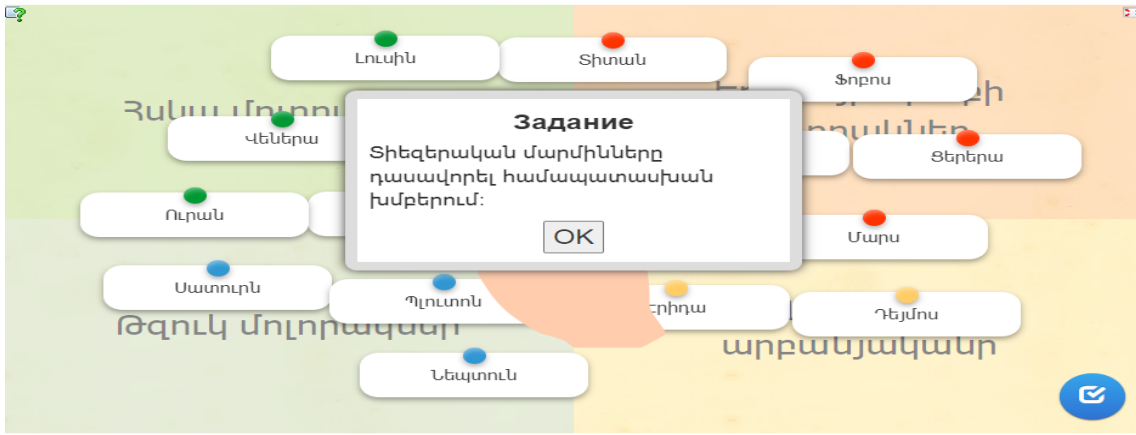 Լուսին
Տիտան
Ֆոբոս
Հսկա
Վեներա
Ցերերա
Ուրան
Մարս
Задание
Տիեզերական մարմինները
դասավորել համապատասխան
խմբերում:
OK
Սատուրն
Պլուտոն
Դեյմոս
Թզուկ մոլորակներ
Նեպտուն